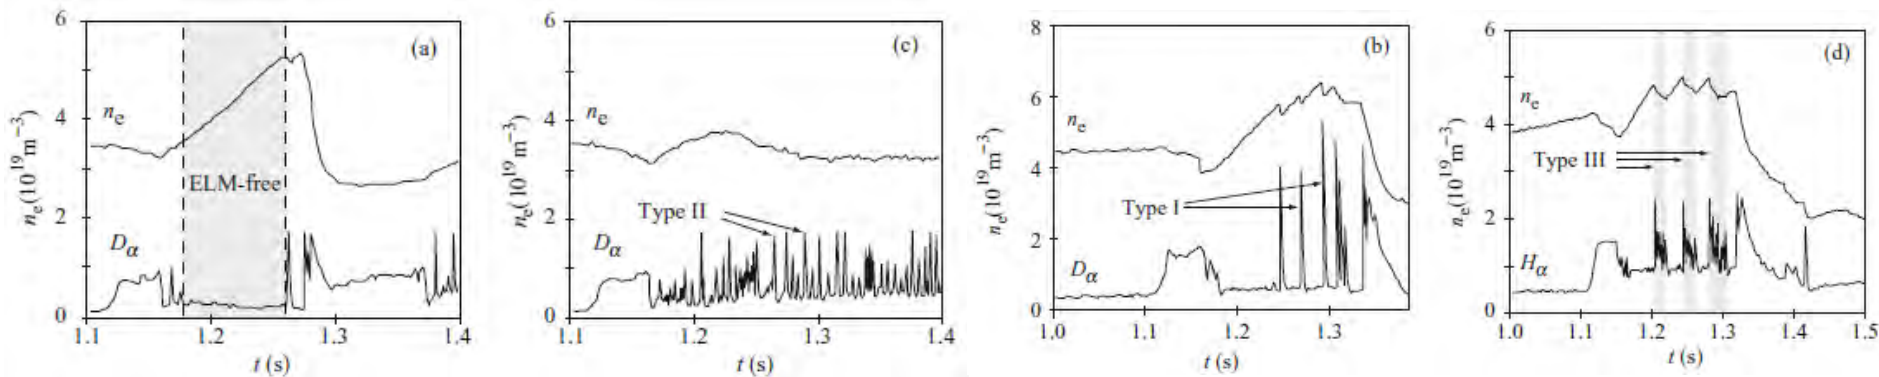 (a)
6
4
2
0
n_e(10^19 m^−3)
n_e
ELM-free
D_α
1.1
1.2
1.3
1.4
t (s)
(c)
6
4
2
0
n_e(10^19 m^−3)
n_e
Type II
D_α
1.1
1.2
1.3
1.4
t (s)
(b)
8
6
4
2
0
n_e(10^19 m^−3)
n_e
Type I
D_α
1.0
1.2
1.3
t (s)
(d)
6
4
2
0
n_e(10^19 m^−3)
n_e
Type III
H_α
1.0
1.1
1.2
1.3
1.4
1.5
t (s)